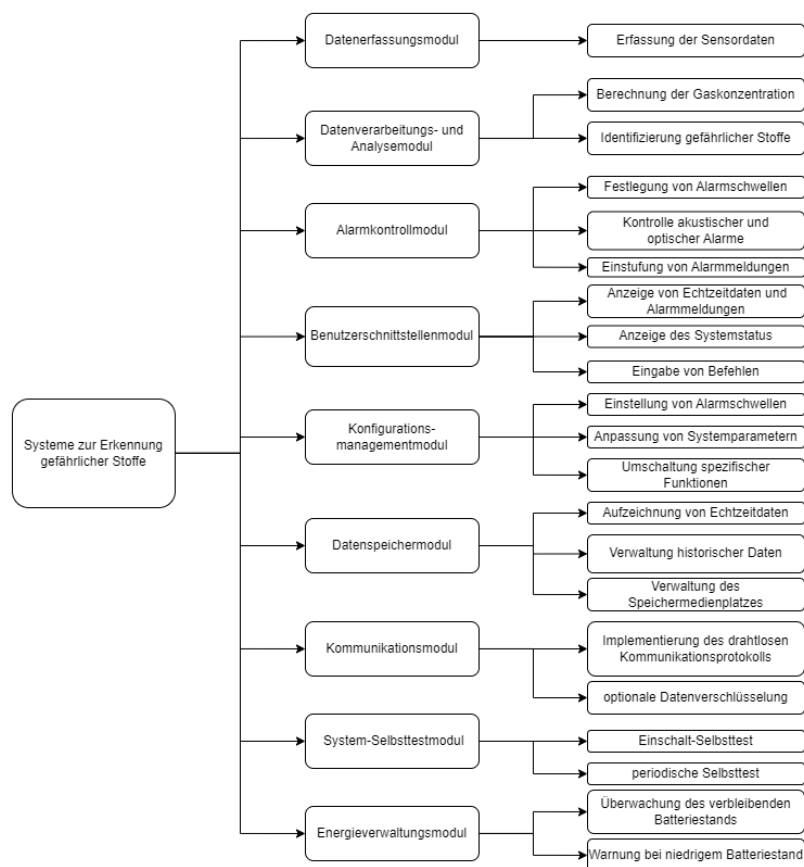 Systeme zur Erkennung
gefährlicher Stoffe
Datenerfassungsmodul
Erfassung der Sensordaten
Datenverarbeitungs- und
Analysemodul
Berechnung der Gaskonzentration
Identifizierung gefährlicher Stoffe
Alarmkontrollmodul
Festlegung von Alarmschwellen
Kontrolle akustischer und
optischer Alarme
Einstufung von Alarmmeldungen
Benutzerschnittstellenmodul
Anzeige von Echtzeitdaten und
Alarmmeldungen
Anzeige des Systemstatus
Eingabe von Befehlen
Konfigurations-
managementmodul
Einstellung von Alarmschwellen
Anpassung von Systemparametern
Umschaltung spezifischer
Funktionen
Datenspeichermodul
Aufzeichnung von Echtzeitdaten
Verwaltung historischer Daten
Verwaltung des
Speichermedienplatzes
Kommunikationsmodul
Implementierung des drahtlosen
Kommunikationsprotokolls
optionale Datenverschlüsselung
System-Selbsttestmodul
Einschalt-Selbsttest
periodische Selbsttest
Energieverwaltungsmodul
Überwachung des verbleibenden
Batteriestands
Warnung bei niedrigem Batteriestand